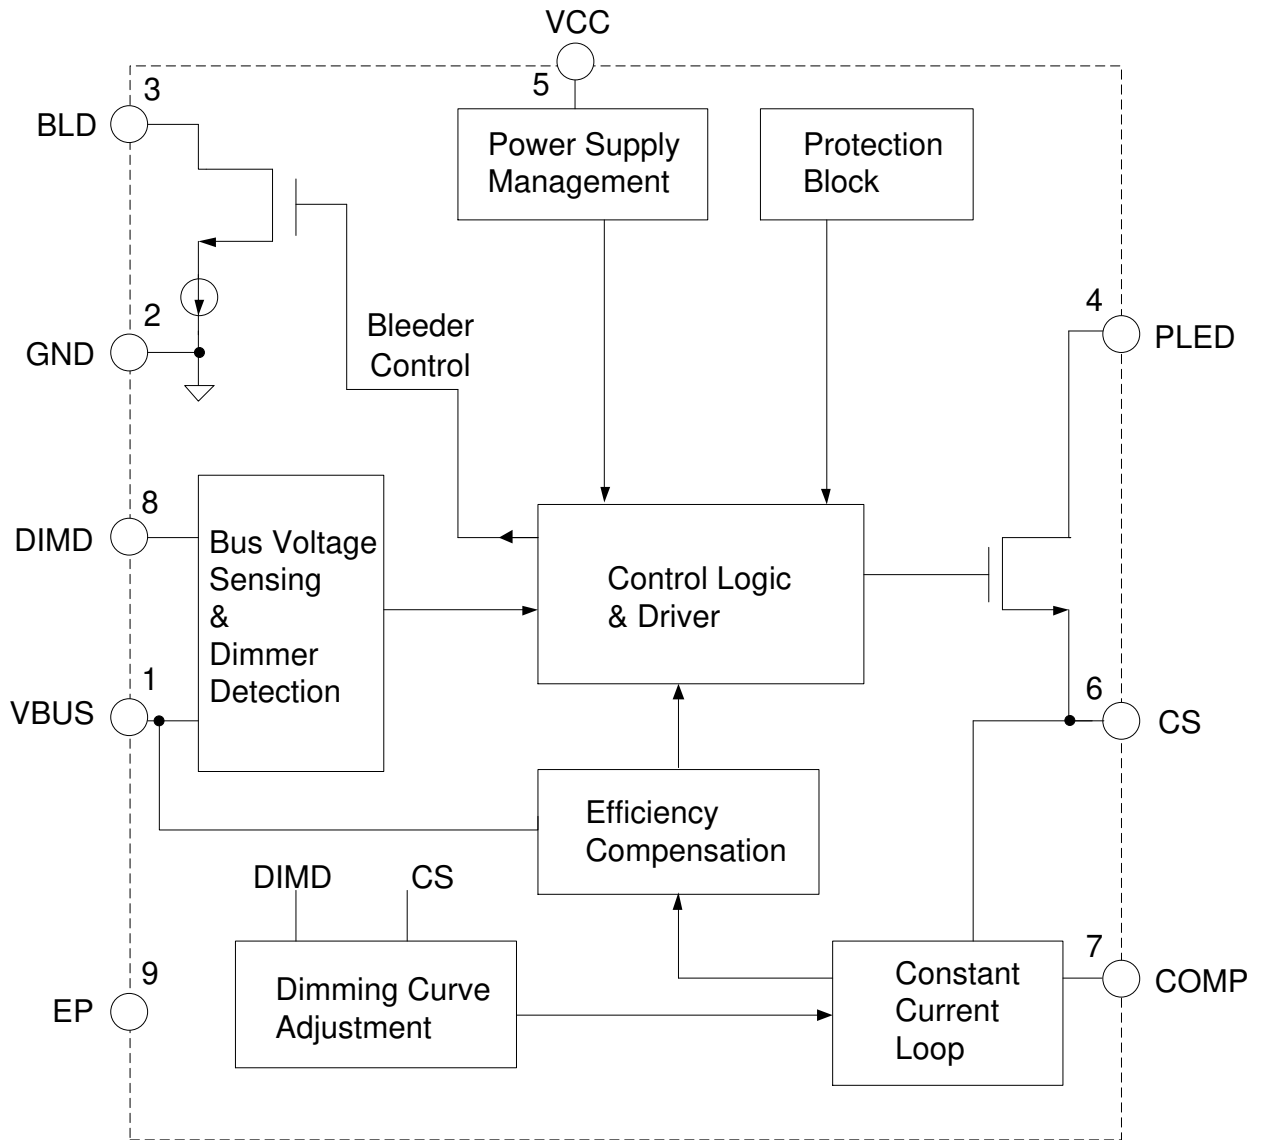 VCC
5
3
BLD
Power Supply
Management
Protection
Block
2
GND
Bleeder
Control
4
PLED
8
DIMD
Bus Voltage
Sensing
&
Dimmer
Detection
Control Logic
& Driver
1
VBUS
6
CS
Efficiency
Compensation
DIMD
CS
9
EP
Dimming Curve
Adjustment
Constant
Current
Loop
7
COMP